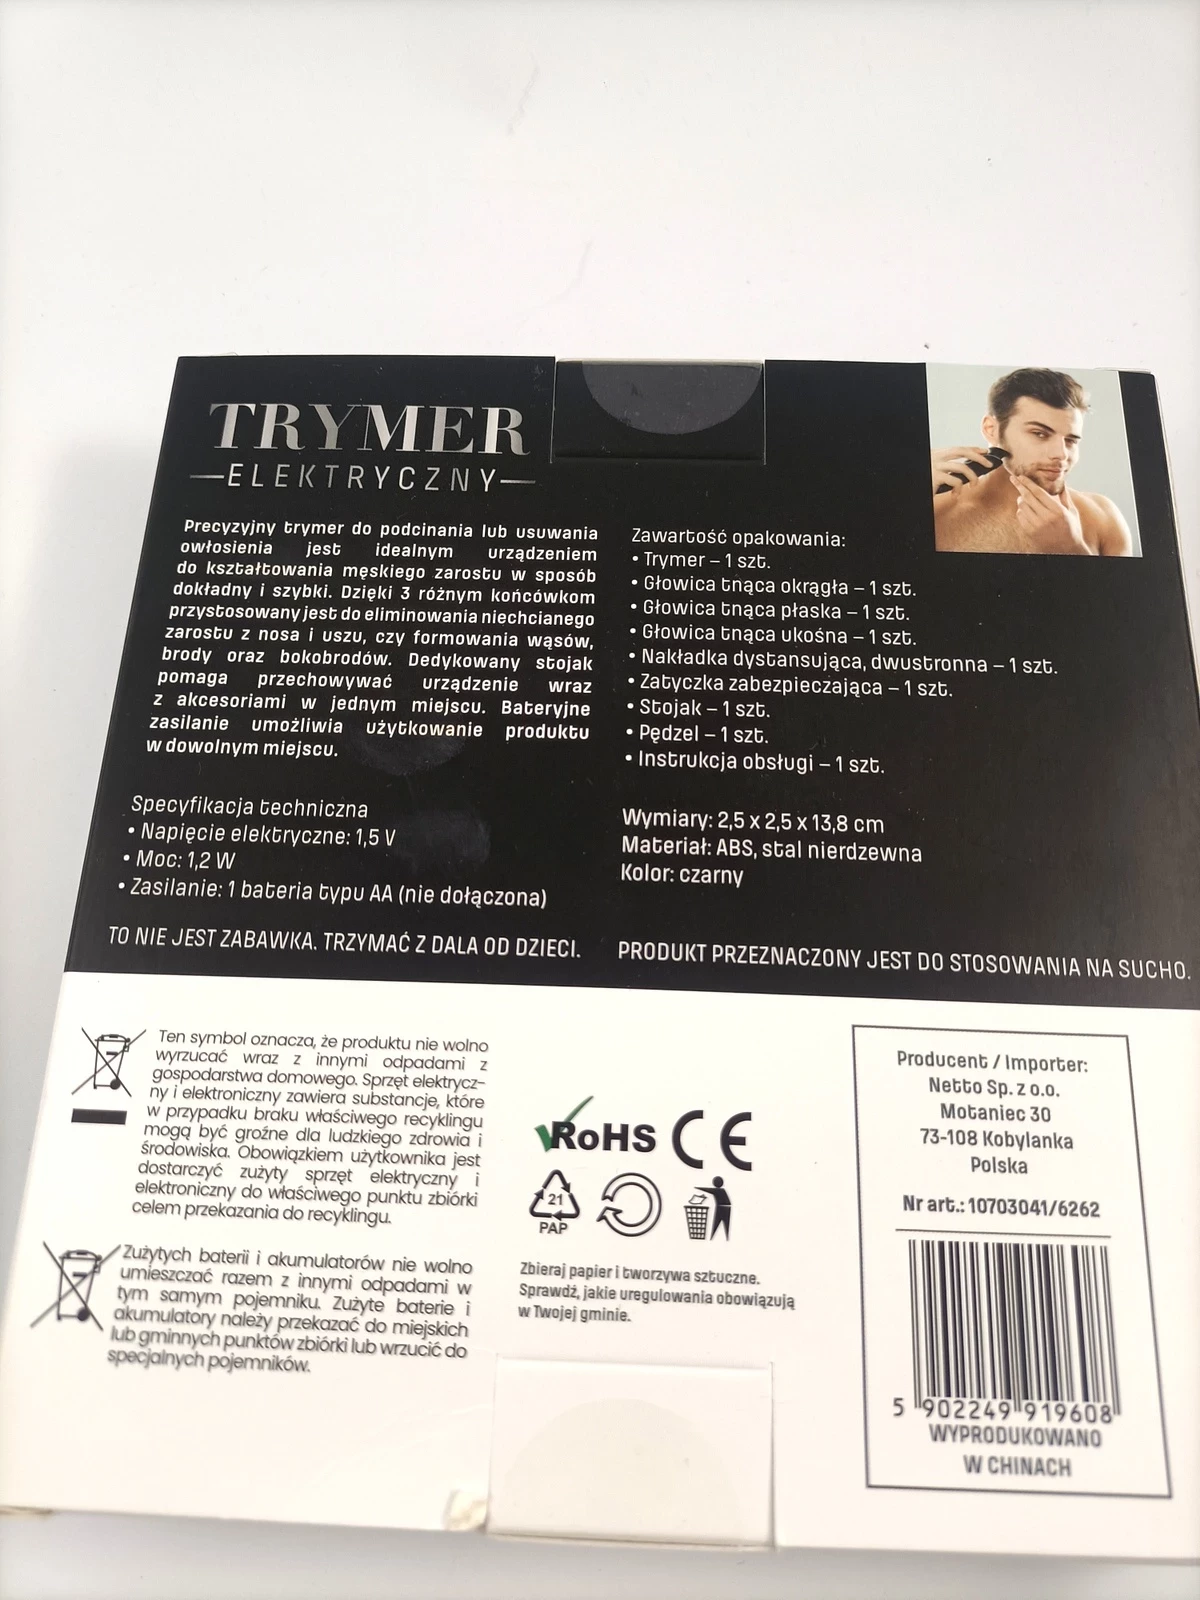 TRYMER
ELEKTRYCZNY
Precyzyjny trymer do podcinania lub usuwania
owłosienia jest idealnym urządzeniem
do kształtowania męskiego zarostu w sposób
dokładny i szybki. Dzięki 3 różnym końcówkom
przystosowany jest do eliminowania niechcianego
zarostu z nosa i uszu, czy formowania wąsów,
brody oraz bokobrodów. Dedykowany stojak
pomaga przechowywać urządzenie wraz
z akcesoriami w jednym miejscu. Bateryjne
zasilanie umożliwia użytkowanie produktu
w dowolnym miejscu.
Specyfikacja techniczna
• Napięcie elektryczne: 1,5 V
• Moc: 1,2 W
• Zasilanie: 1 bateria typu AA (nie dołączona)
TO NIE JEST ZABAWKA. TRZYMAĆ Z DALA OD DZIECI.
Zawartość opakowania:
• Trymer – 1 szt.
• Głowica tnąca okrągła – 1 szt.
• Głowica tnąca płaska – 1 szt.
• Głowica tnąca ukośna – 1 szt.
• Nakładka dystansująca, dwustronna – 1 szt.
• Zatyczka zabezpieczająca – 1 szt.
• Stojak – 1 szt.
• Pędzel – 1 szt.
• Instrukcja obsługi – 1 szt.
Wymiary: 2,5 x 2,5 x 13,8 cm
Materiał: ABS, stal nierdzewna
Kolor: czarny
PRODUKT PRZEZNACZONY JEST DO STOSOWANIA NA SUCHO.
Ten symbol oznacza, że produktu nie wolno
wyrzucać wraz z innymi odpadami z
gospodarstwa domowego. Sprzęt elektrycz-
ny i elektroniczny zawiera substancje, które
w przypadku braku właściwego recyklingu
mogą być groźne dla ludzkiego zdrowia i
środowiska. Obowiązkiem użytkownika jest
dostarczyć zużyty sprzęt elektryczny i
elektroniczny do właściwego punktu zbiórki
celem przekazania do recyklingu.
Zużytych baterii i akumulatorów nie wolno
umieszczać razem z innymi odpadami w
tym samym pojemniku. Zużyte baterie i
akumulatory należy przekazać do miejskich
lub gminnych punktów zbiórki lub wrzucić do
specjalnych pojemników.
RoHS CE
21
PAP
Zbieraj papier i tworzywa sztuczne.
Sprawdź, jakie uregulowania obowiązują
w Twojej gminie.
Producent / Importer:
Netto Sp. z o.o.
Motaniec 30
73-108 Kobylanka
Polska
Nr art.: 10703041/6262
5 902249 919608
WYPRODUKOWANO
W CHINACH